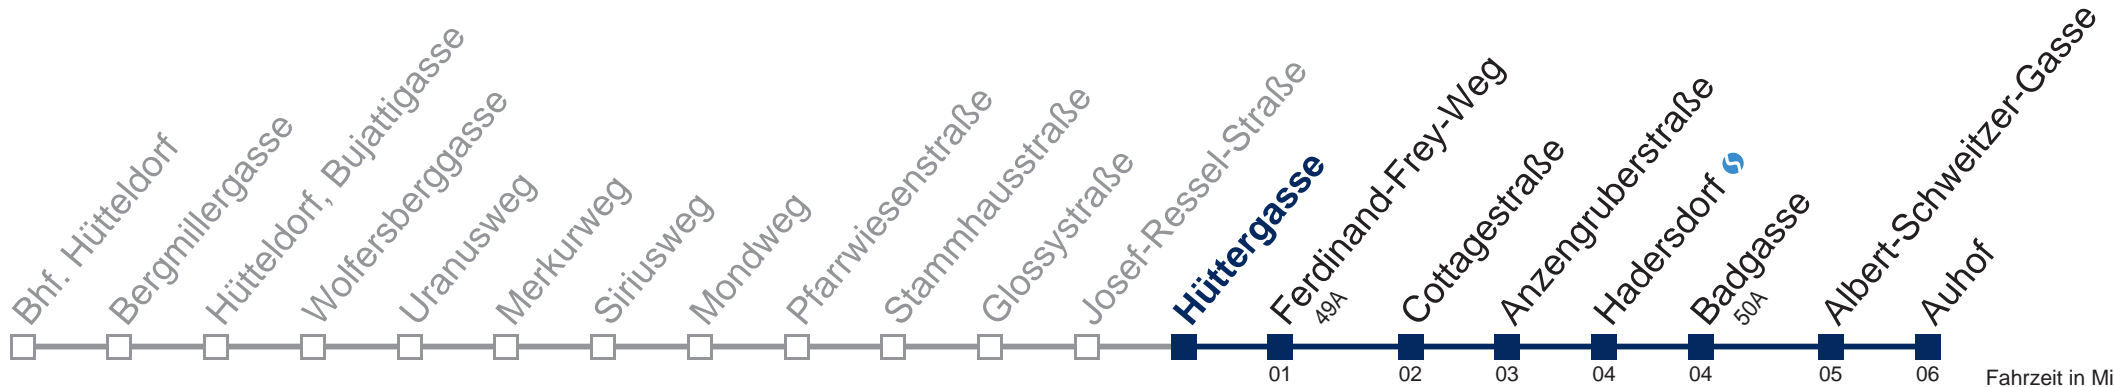 Bhf. Hütteldorf
Bergmillergasse
Hütteldorf, Bujattigasse
Wolfersberggasse
Uranusweg
Merkurweg
Siriusweg
Mondweg
Pfarrwiesenstraße
Stammhausstraße
Glossystraße
Josef-Ressel-Straße
Hüttergasse
Ferdinand-Frey-Weg
49A
Cottagestraße
Anzengruberstraße
Hadersdorf
Badgasse
50A
Albert-Schweitzer-Gasse
Auhof
01 02 03 04 04 05 06
Fahrzeit in Mi